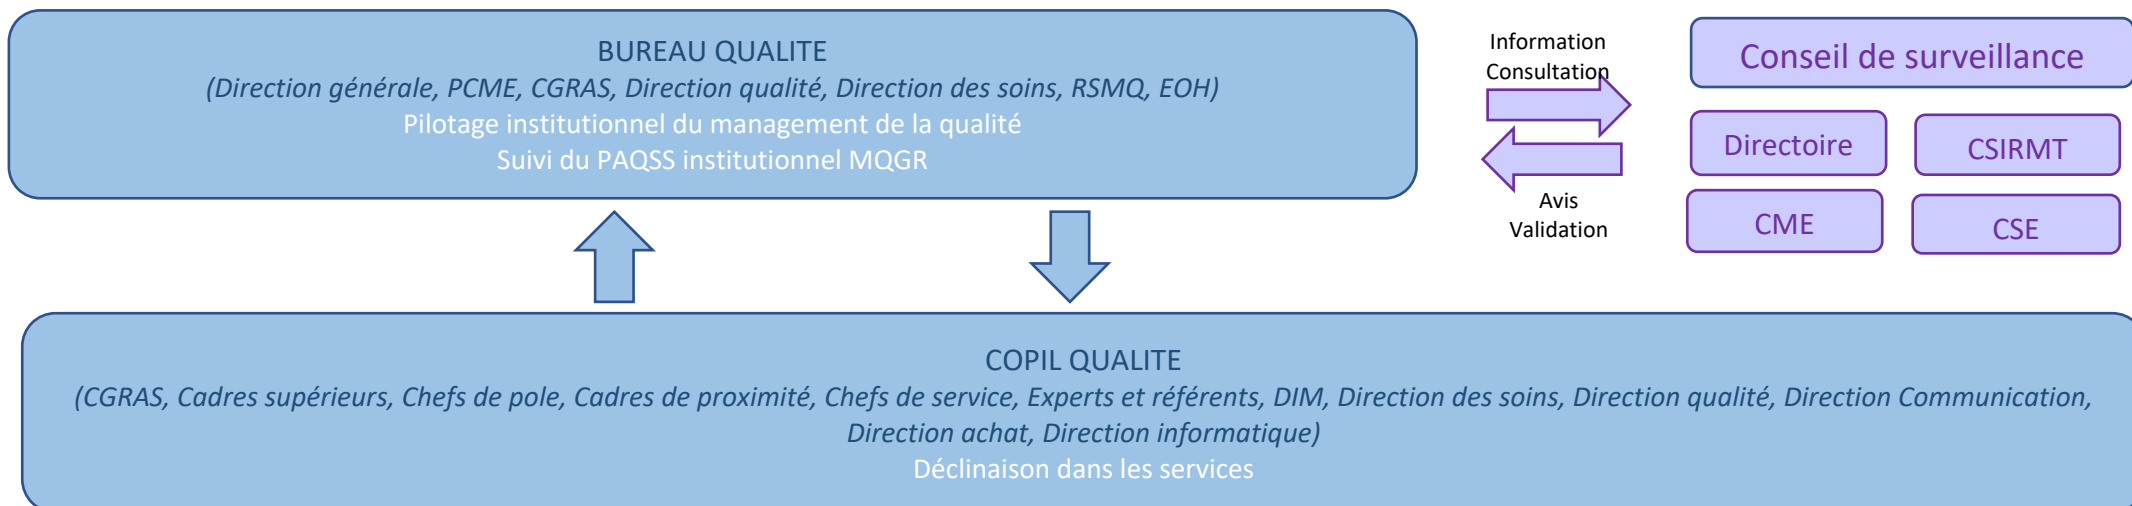 BUREAU QUALITE
(Direction générale, PCME, CGRAS, Direction qualité, Direction des soins, RSMQ, EOH)
Pilotage institutionnel du management de la qualité
Suivi du PAQSS institutionnel MQGR
Information
Consultation
Avis
Validation
Conseil de surveillance
Directoire
CSIRMT
CME
CSE
COPIL QUALITE
(CGRAS, Cadres supérieurs, Chefs de pole, Cadres de proximité, Chefs de service, Experts et référents, DIM, Direction des soins, Direction qualité, Direction Communication,
Direction achat, Direction informatique)
Déclinaison dans les services